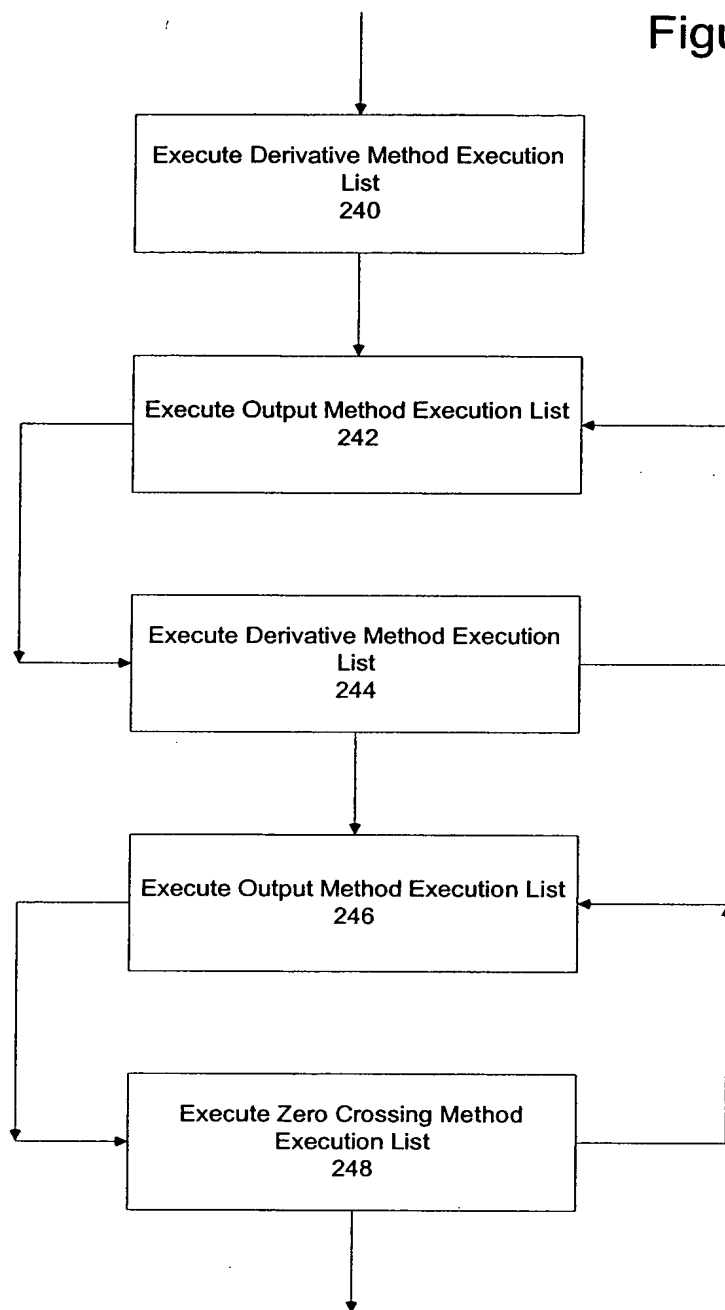 Figu
Execute Derivative Method Execution
List
240
Execute Output Method Execution List
242
Execute Derivative Method Execution
List
244
Execute Output Method Execution List
246
Execute Zero Crossing Method
Execution List
248